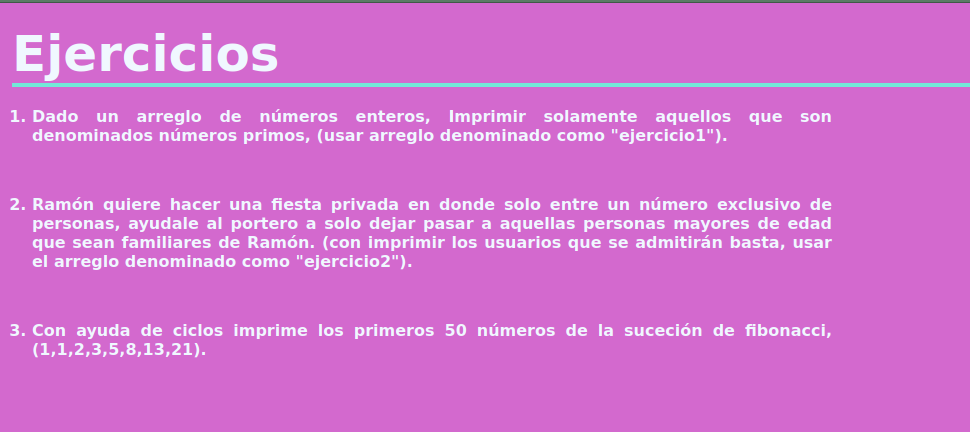 Ejercicios
1. Dado un arreglo de números enteros, Imprimir solamente aquellos que son
denominados números primos, (usar arreglo denominado como "ejercicio1").
2. Ramón quiere hacer una fiesta privada en donde solo entre un número exclusivo de
personas, ayudale al portero a solo dejar pasar a aquellas personas mayores de edad
que sean familiares de Ramón. (con imprimir los usuarios que se admitirán basta, usar
el arreglo denominado como "ejercicio2").
3. Con ayuda de ciclos imprime los primeros 50 números de la suceción de fibonacci,
(1,1,2,3,5,8,13,21).